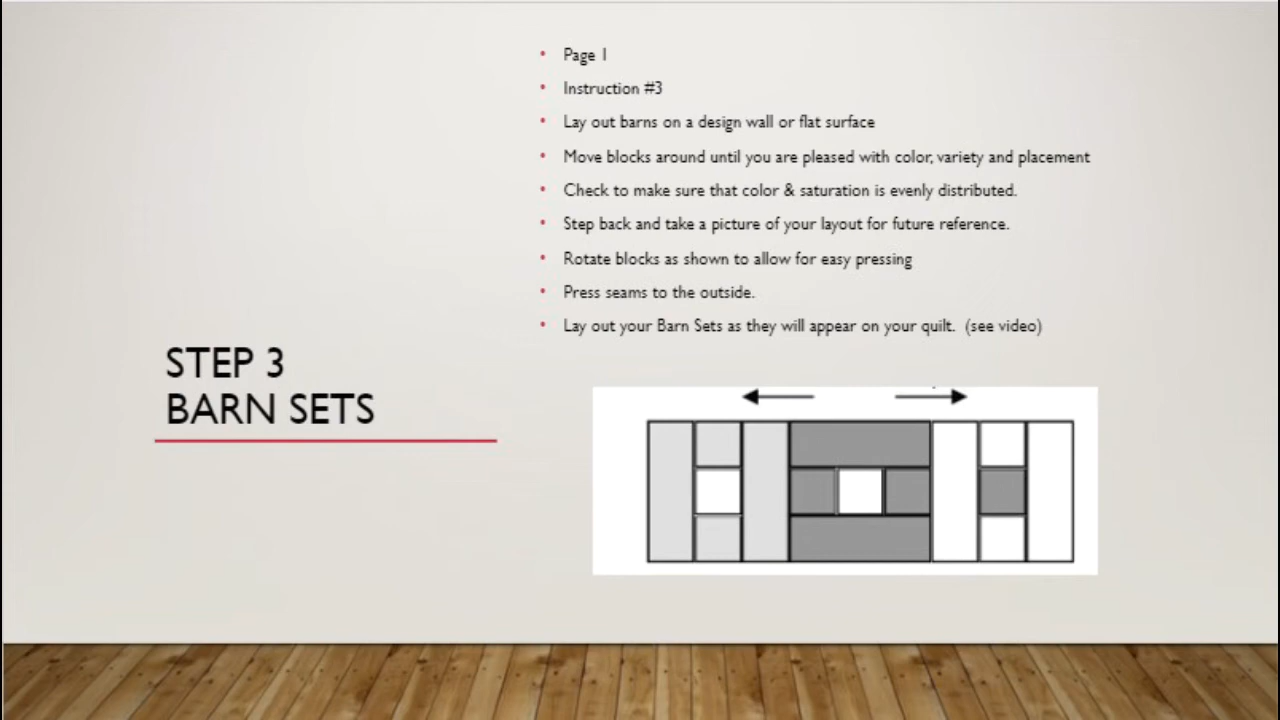 Page 1
Instruction #3
Lay out barns on a design wall or flat surface
Move blocks around until you are pleased with color, variety and placement
Check to make sure that color & saturation is evenly distributed.
Step back and take a picture of your layout for future reference.
Rotate blocks as shown to allow for easy pressing
Press seams to the outside.
Lay out your Barn Sets as they will appear on your quilt.  (see video)
STEP 3
BARN SETS